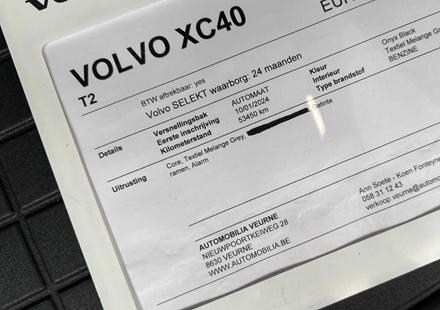 EUR
VOLVO XC40
T2
BTW aftrekbaar: yes
Volvo SELEKT waarborg: 24 maanden
Details
Versnellingsbak AUTOMAAT
Eerste inschrijving 10/01/2024
Kilometerstand 53450 km
Kleur Onyx Black
Interieur Textiel Melange
Type brandstof BENZINE
Uitrusting
Core, Textiel Melange Grey, Getinte
ramen, Alarm
AUTOMOBILIA VEURNE
NIEUWPOORTKEIWEG 28
8630 VEURNE
WWW.AUTOMOBILIA.BE
Ann Soete - Koen Fonteyne
058 31 12 43
verkoop.veurne@automo